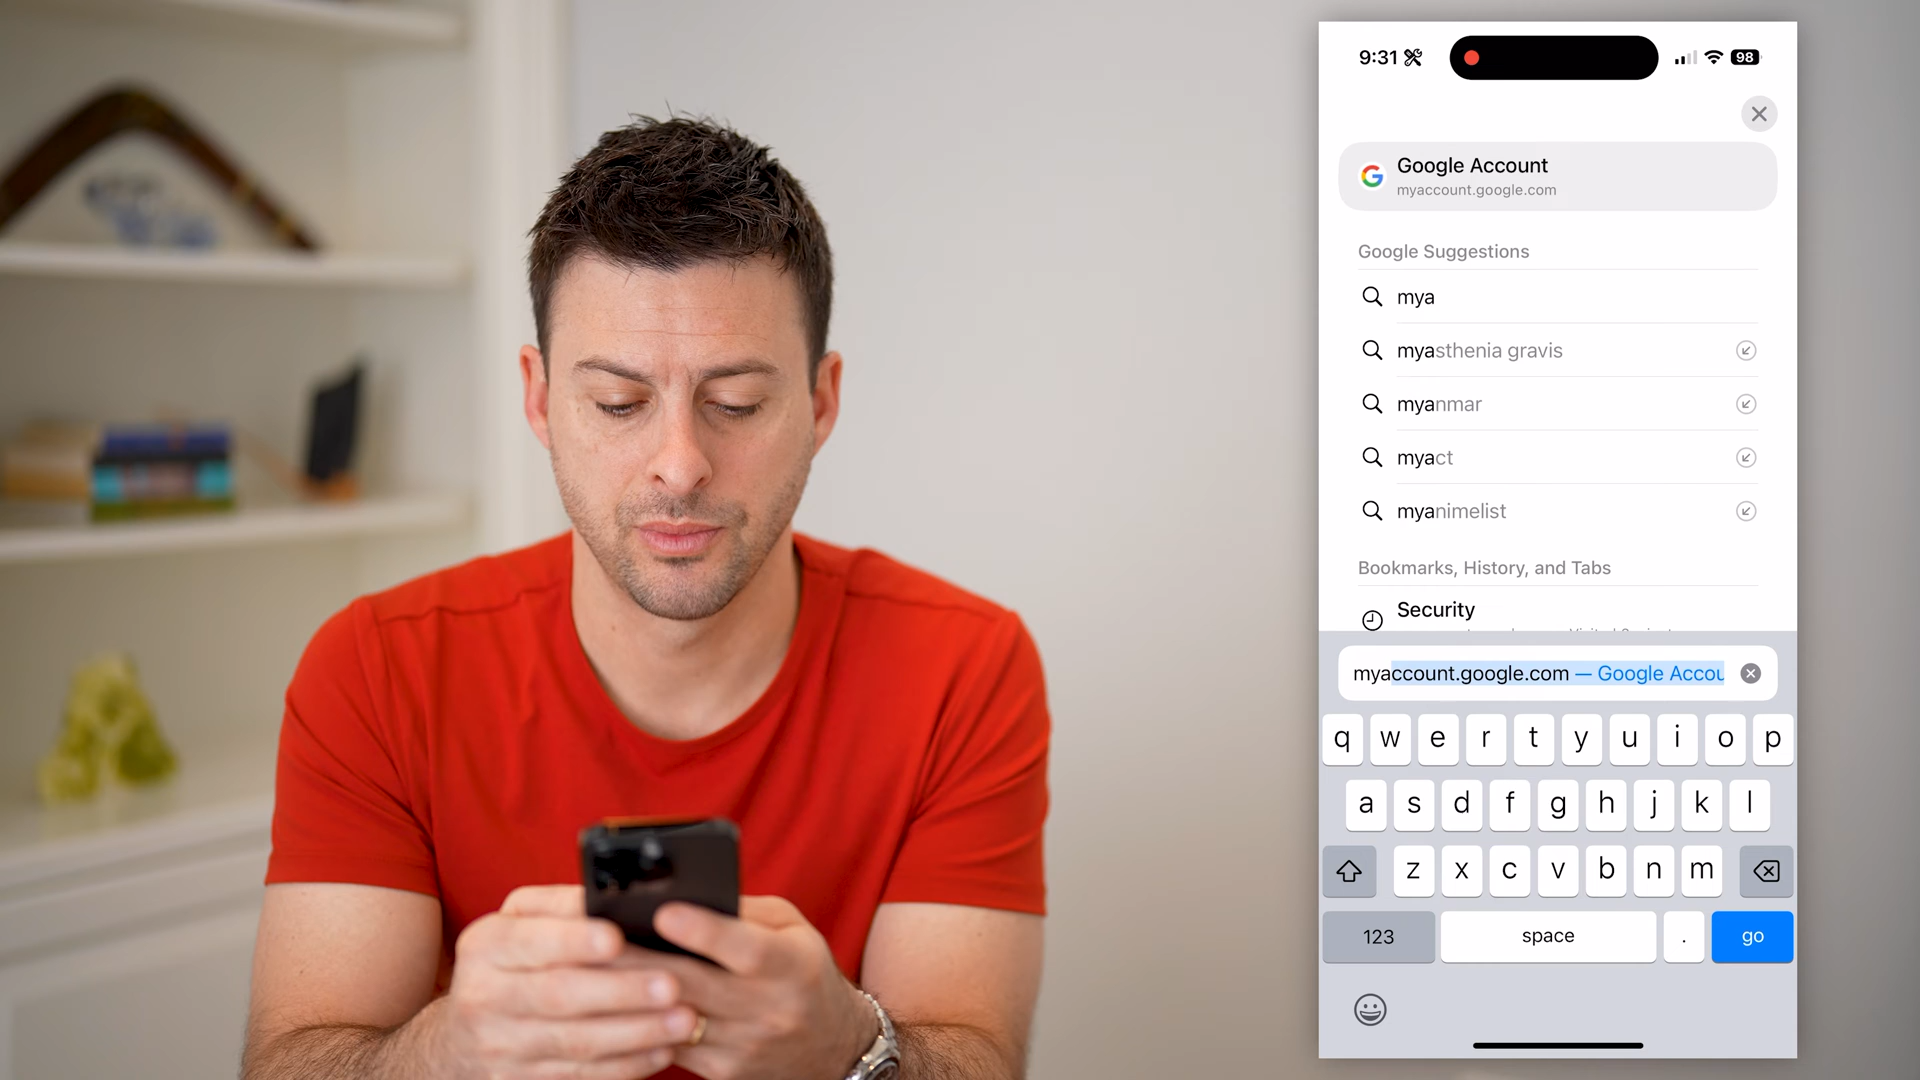 9:31
98
Google Account
myaccount.google.com
Google Suggestions
mya
myasthenia gravis
myanmar
myact
myanimelist
Bookmarks, History, and Tabs
Security
myaccount.google.com — Google Accou
q w e r t y u i o p
a s d f g h j k l
z x c v b n m
123 space . go